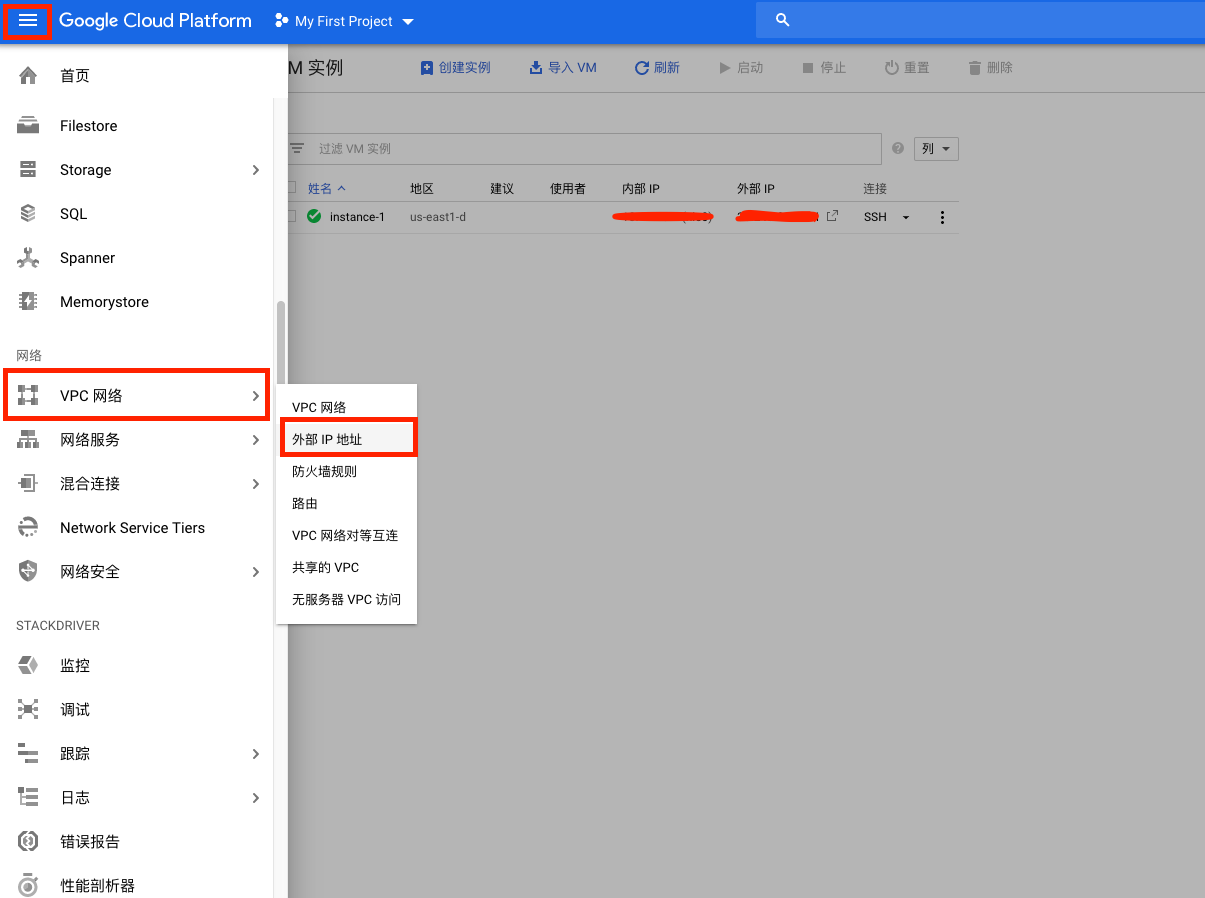 Google Cloud Platform
My First Project
首页
Filestore
Storage
SQL
Spanner
Memorystore
网络
VPC 网络
网络服务
混合连接
Network Service Tiers
网络安全
STACKDRIVER
监控
调试
跟踪
日志
错误报告
性能剖析器
VPC 网络
外部 IP 地址
防火墙规则
路由
VPC 网络对等互连
共享的 VPC
无服务器 VPC 访问
M 实例
创建实例
导入 VM
刷新
启动
停止
重置
删除
过滤 VM 实例
列
姓名 地区 建议 使用者 内部 IP 外部 IP 连接
instance-1 us-east1-d SSH